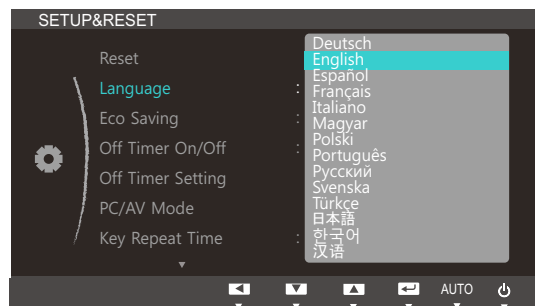 SETUP&RESET
Reset
Language :
Eco Saving :
Off Timer On/Off :
Off Timer Setting
PC/AV Mode
Key Repeat Time :
Deutsch
English
Español
Français
Italiano
Magyar
Polski
Português
Русский
Svenska
Türkçe
日本語
한국어
汉语
AUTO